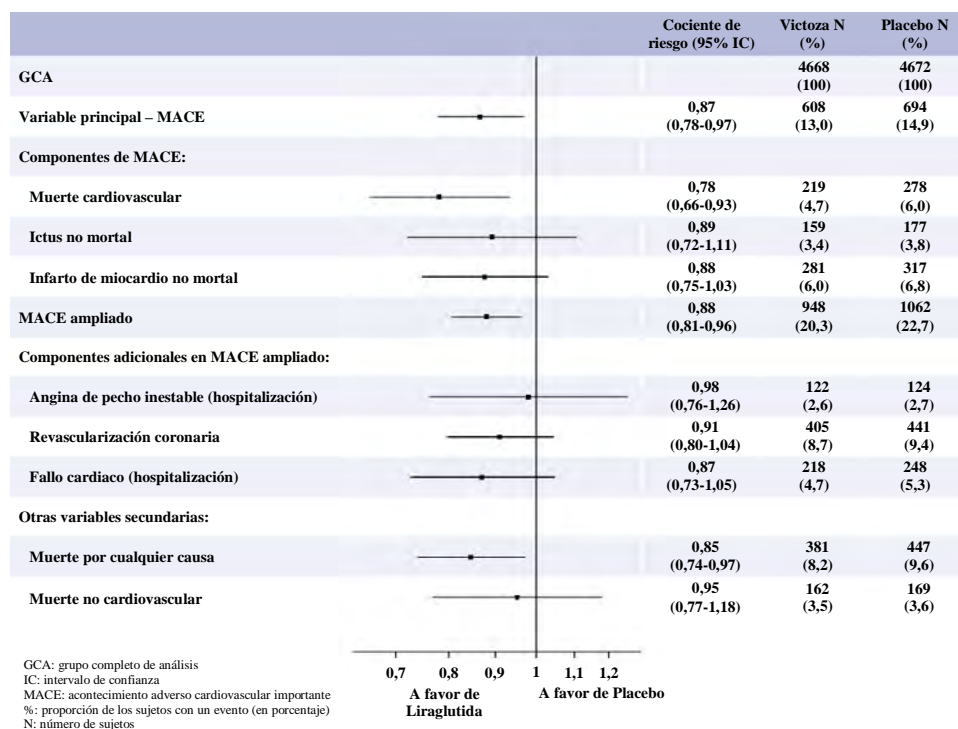 Cociente de riesgo (95% IC) Victoza N (%) Placebo N (%)
GCA 4668 (100) 4672 (100)
Variable principal – MACE 0,87 (0,78-0,97) 608 (13,0) 694 (14,9)
Componentes de MACE:
Muerte cardiovascular 0,78 (0,66-0,93) 219 (4,7) 278 (6,0)
Ictus no mortal 0,89 (0,72-1,11) 159 (3,4) 177 (3,8)
Infarto de miocardio no mortal 0,88 (0,75-1,03) 281 (6,0) 317 (6,8)
MACE ampliado 0,88 (0,81-0,96) 948 (20,3) 1062 (22,7)
Componentes adicionales en MACE ampliado:
Angina de pecho inestable (hospitalización) 0,98 (0,76-1,26) 122 (2,6) 124 (2,7)
Revascularización coronaria 0,91 (0,80-1,04) 405 (8,7) 441 (9,4)
Fallo cardiaco (hospitalización) 0,87 (0,73-1,05) 218 (4,7) 248 (5,3)
Otras variables secundarias:
Muerte por cualquier causa 0,85 (0,74-0,97) 381 (8,2) 447 (9,6)
Muerte no cardiovascular 0,95 (0,77-1,18) 162 (3,5) 169 (3,6)
0,7 0,8 0,9 1 1,1 1,2
A favor de Liraglutida A favor de Placebo
GCA: grupo completo de análisis
IC: intervalo de confianza
MACE: acontecimiento adverso cardiovascular importante
%: proporción de los sujetos con un evento (en porcentaje)
N: número de sujetos